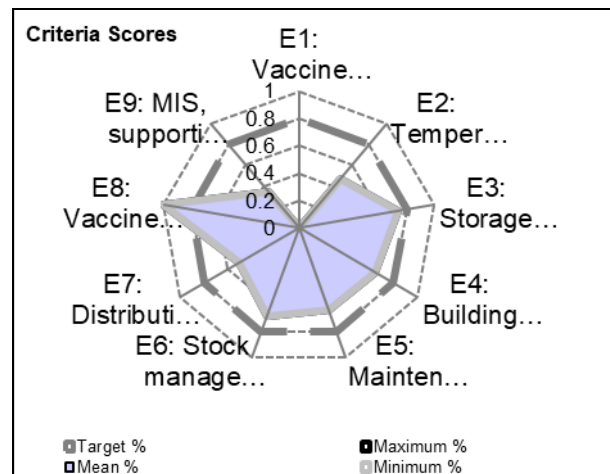 Criteria Scores
E1:
Vaccine...
E2:
Temper...
E3:
Storage...
E4:
Building...
E5:
Mainten...
E6: Stock
manage...
E7:
Distributi...
E8:
Vaccine...
E9: MIS,
supporti...
1
0.8
0.6
0.4
0.2
0
Target %
Maximum %
Mean %
Minimum %